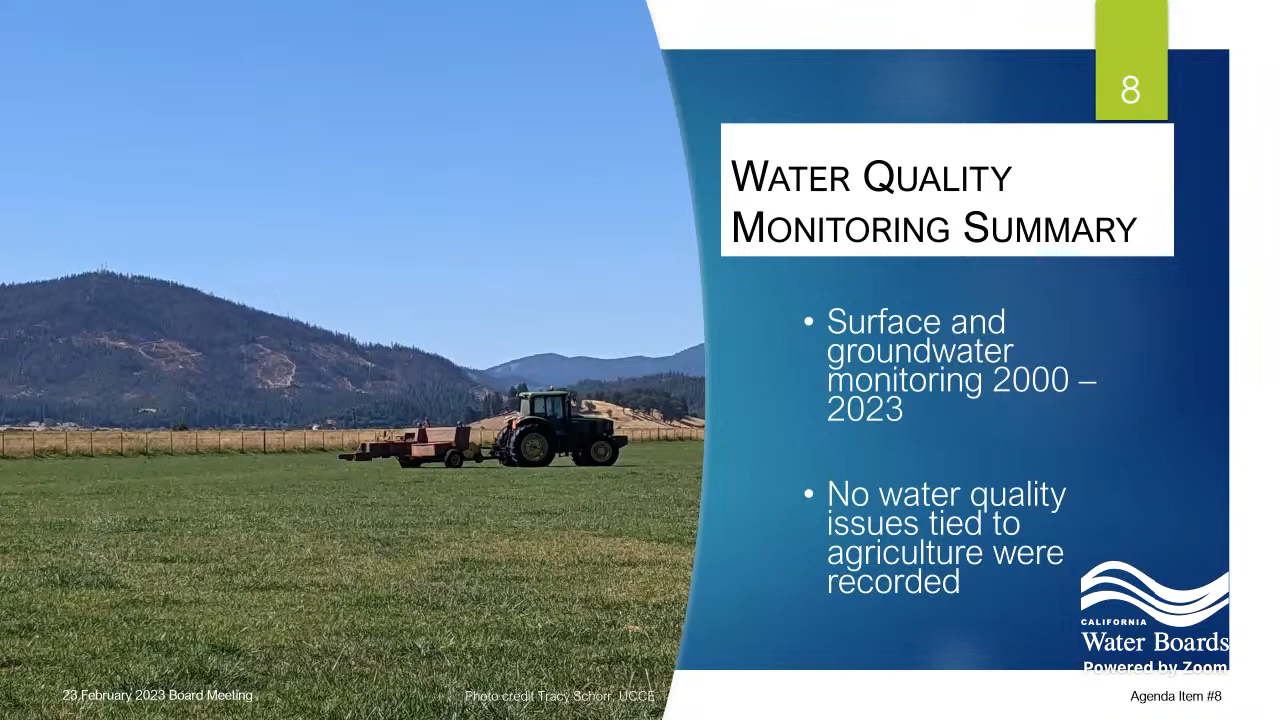 8
WATER QUALITY
MONITORING SUMMARY
• Surface and
groundwater
monitoring 2000 –
2023
• No water quality
issues tied to
agriculture were
recorded
CALIFORNIA
Water Boards
Powered by Zoom
23 February 2023 Board Meeting
Photo credit Tracy Schorr, UCCE
Agenda Item #8